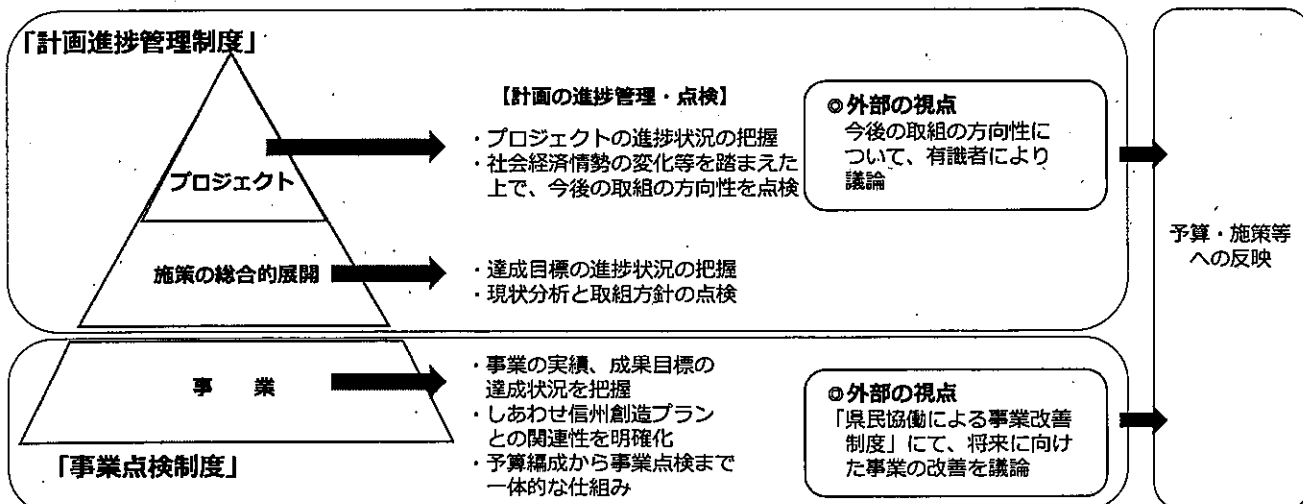 「計画進捗管理制度」
プロジェクト
施策の総合的展開
【計画の進捗管理・点検】
・プロジェクトの進捗状況の把握
・社会経済情勢の変化等を踏まえた
上で、今後の取組の方向性を点検
・達成目標の進捗状況の把握
・現状分析と取組方針の点検
◎外部の視点
今後の取組の方向性に
ついて、有識者により
議論
事　業
「事業点検制度」
・事業の実績、成果目標の
達成状況を把握
・しあわせ信州創造プラン
との関連性を明確化
・予算編成から事業点検まで
一体的な仕組み
◎外部の視点
「県民協働による事業改善
制度」にて、将来に向け
た事業の改善を議論
予算・施策等
への反映